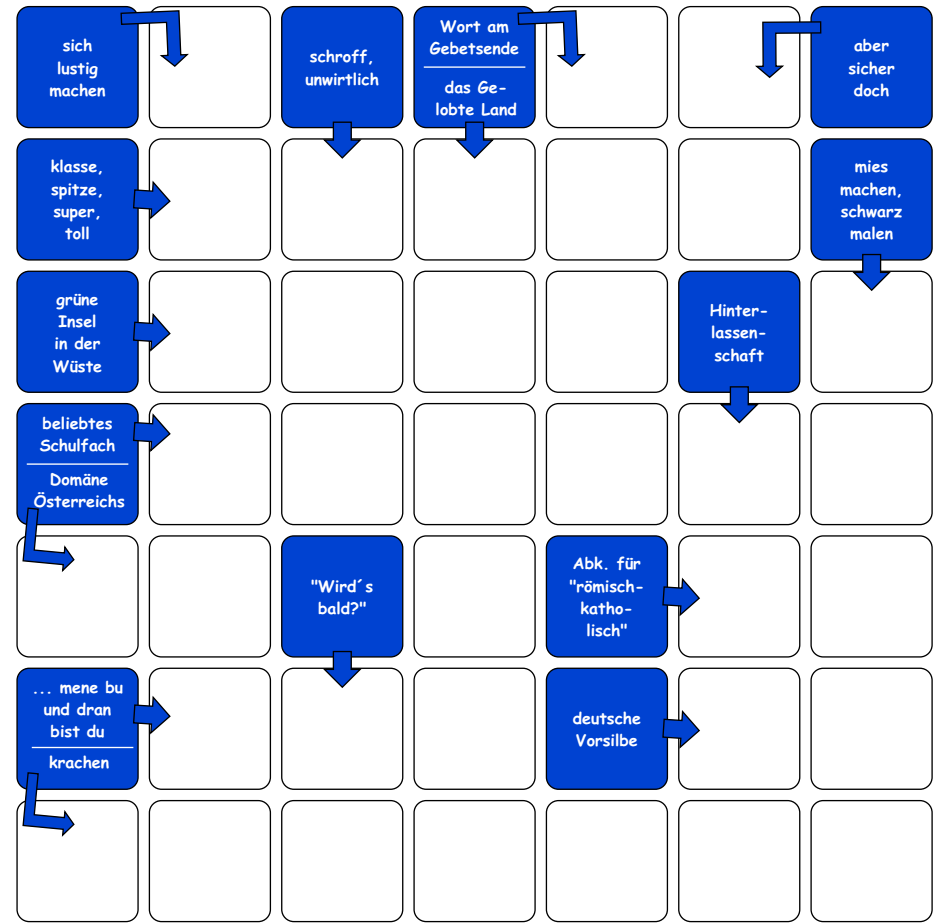 sich
lustig
machen
schroff,
unwirtlich
Wort am
Gebetsende
das Ge-
lobte Land
aber
sicher
doch
klasse,
spitze,
super,
toll
mies
machen,
schwarz
malen
grüne
Insel
in der
Wüste
Hinter-
lassen-
schaft
beliebtes
Schulfach
Domäne
Österreichs
"Wird´s
bald?"
Abk. für
"römisch-
katho-
lisch"
... mene bu
und dran
bist du
krachen
deutsche
Vorsilbe